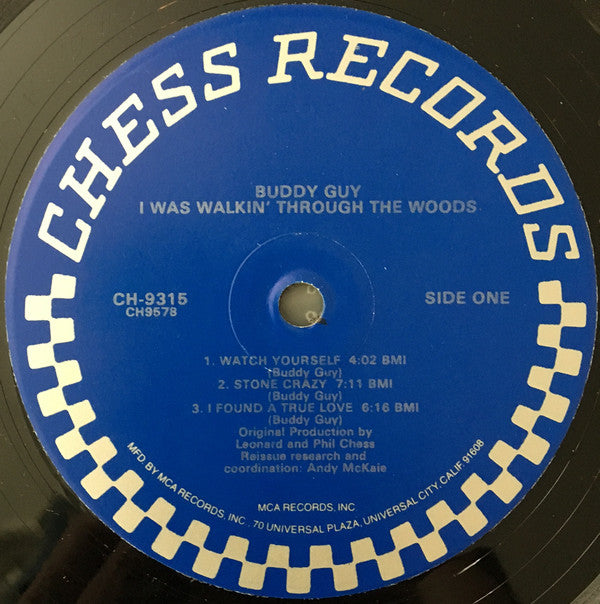 CHESS RECORDS
BUDDY GUY
I WAS WALKIN' THROUGH THE WOODS
CH-9315
CH9578
SIDE ONE
1. WATCH YOURSELF 4:02 BMI
(Buddy Guy)
2. STONE CRAZY 7:11 BMI
(Buddy Guy)
3. I FOUND A TRUE LOVE 6:16 BMI
(Buddy Guy)
Original Production by
Leonard and Phil Chess
Reissue research and
coordination: Andy McKaie
MCA RECORDS, INC
MFD. BY MCA RECORDS, INC. 70 UNIVERSAL PLAZA, UNIVERSAL CITY, CALIF. 91608